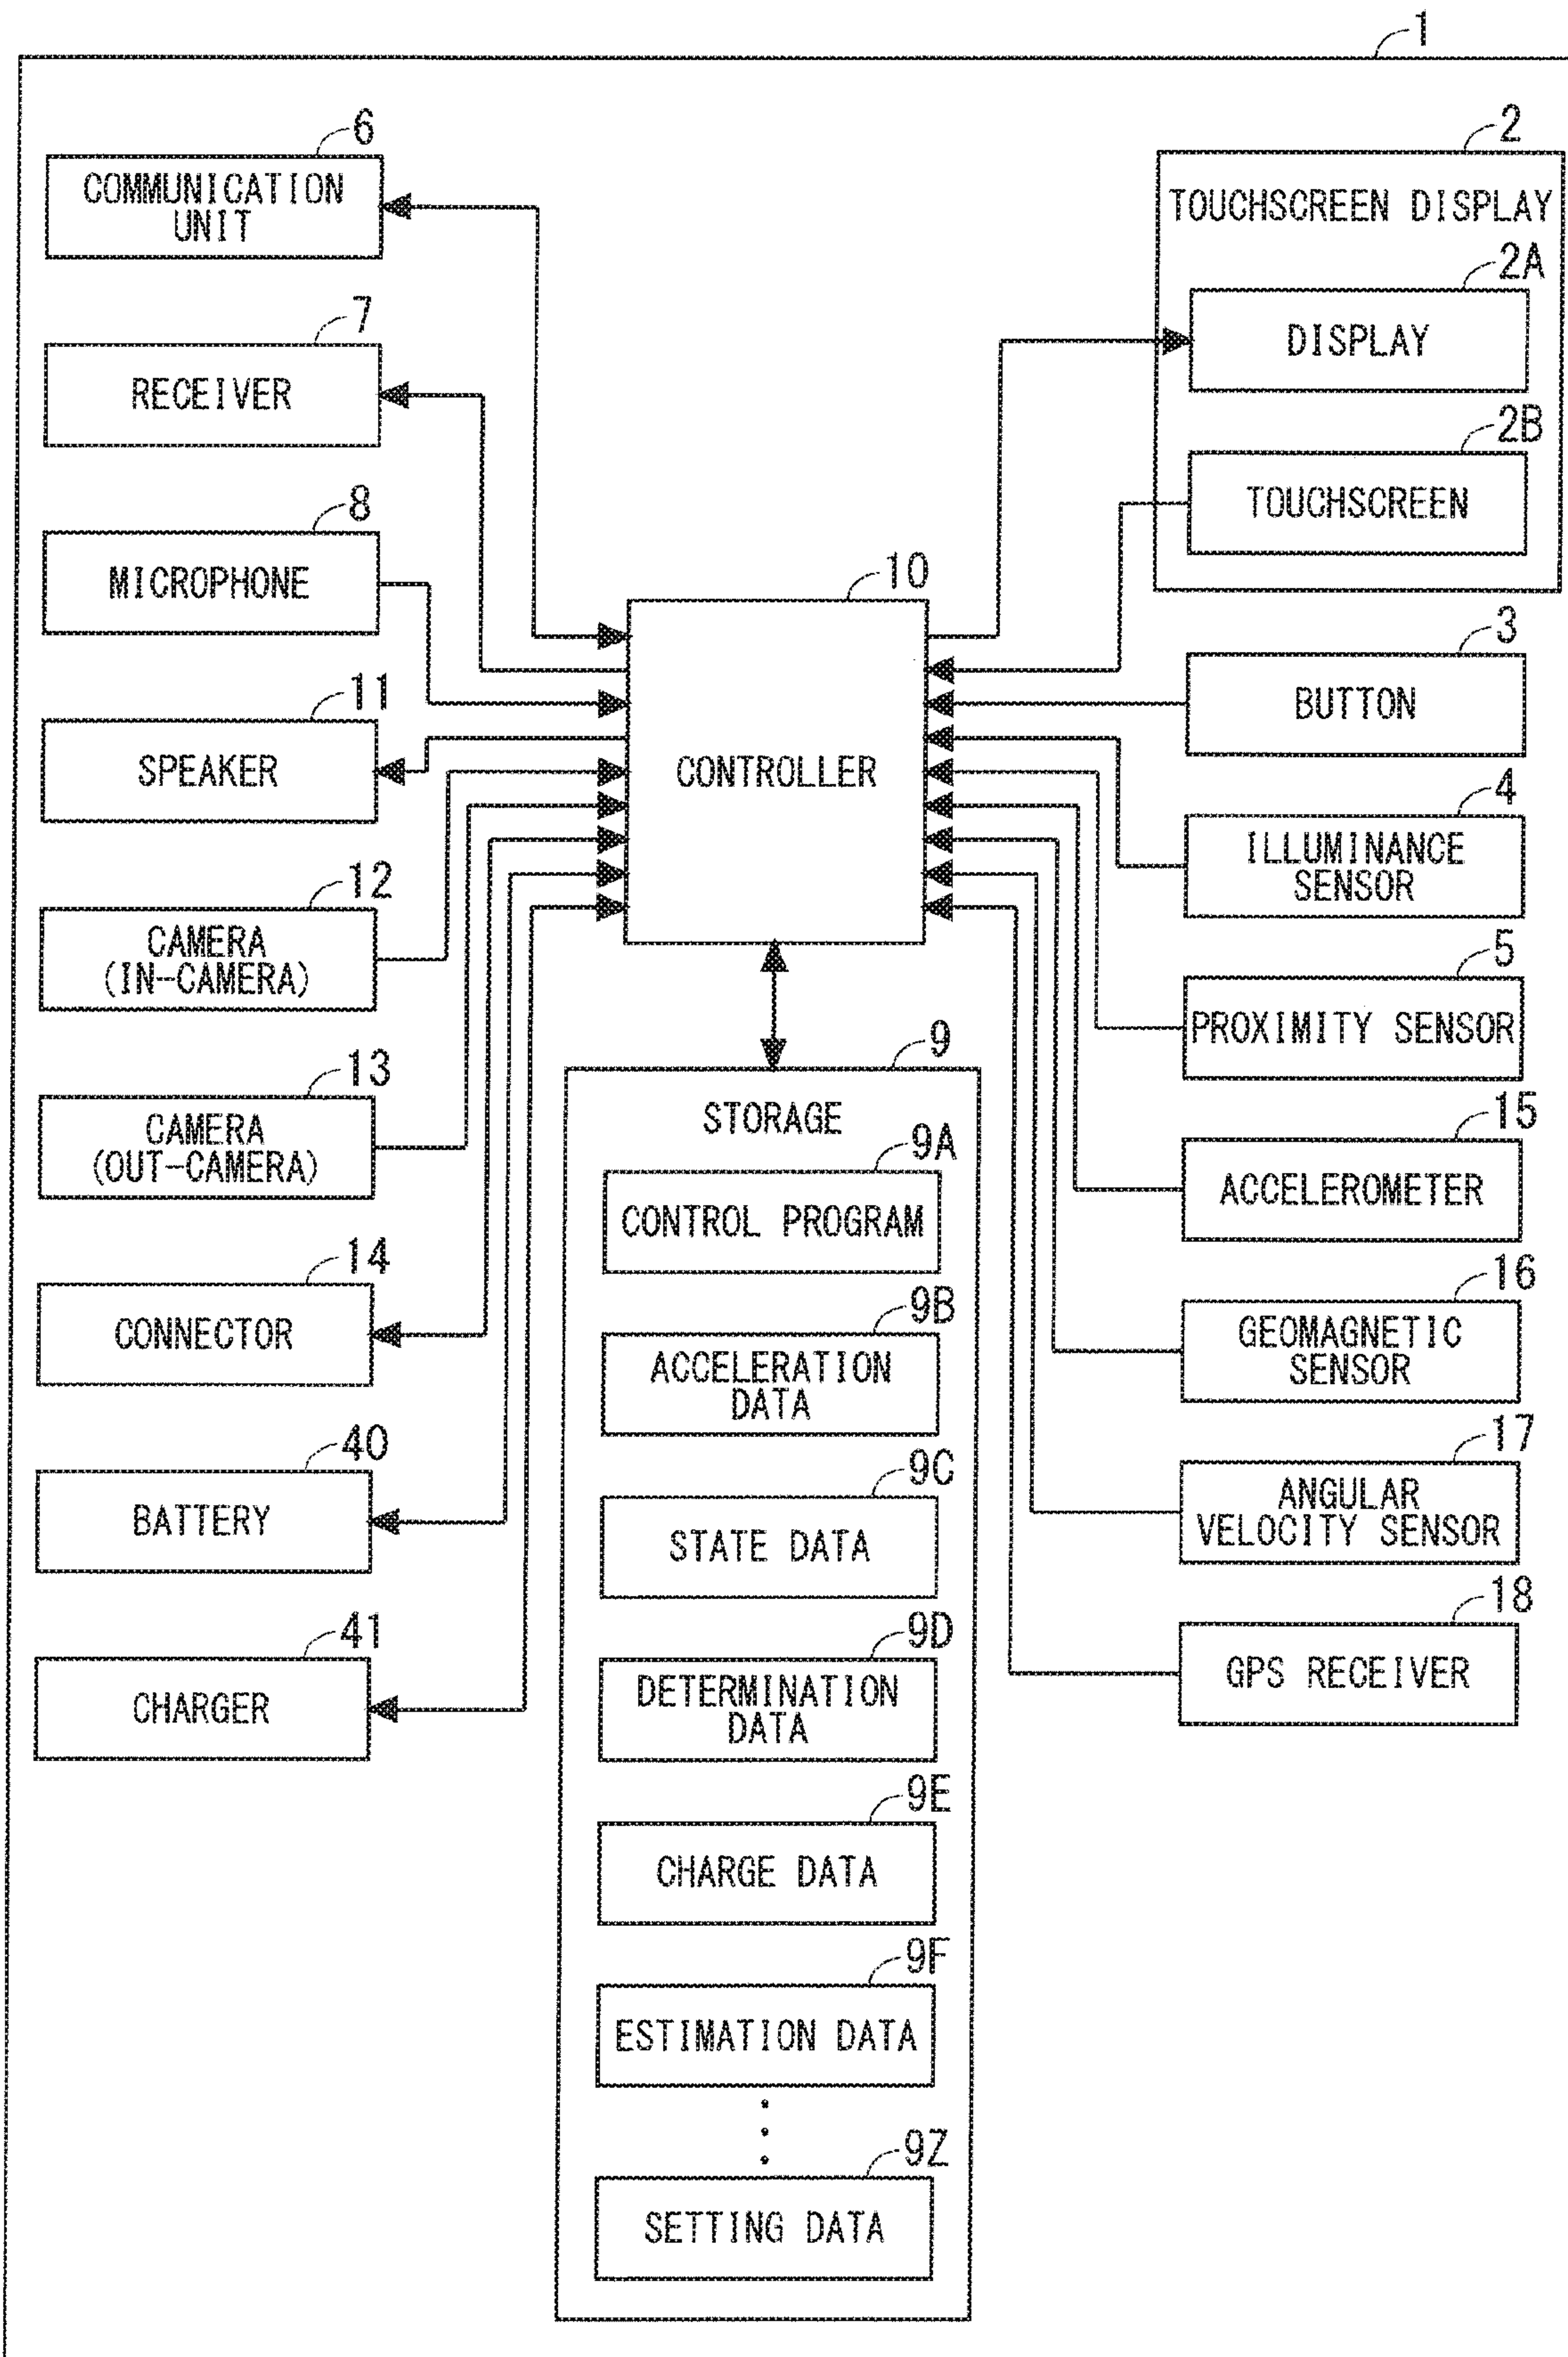 1
6
COMMUNICATION
UNIT
7
RECEIVER
8
MICROPHONE
11
SPEAKER
12
CAMERA
(IN-CAMERA)
13
CAMERA
(OUT-CAMERA)
14
CONNECTOR
40
BATTERY
41
CHARGER
10
CONTROLLER
9
STORAGE
9A
CONTROL PROGRAM
9B
ACCELERATION
DATA
9C
STATE DATA
9D
DETERMINATION
DATA
9E
CHARGE DATA
9F
ESTIMATION DATA
9Z
SETTING DATA
2
TOUCHSCREEN DISPLAY
2A
DISPLAY
2B
TOUCHSCREEN
3
BUTTON
4
ILLUMINANCE
SENSOR
5
PROXIMITY SENSOR
15
ACCELEROMETER
16
GEOMAGNETIC
SENSOR
17
ANGULAR
VELOCITY SENSOR
18
GPS RECEIVER